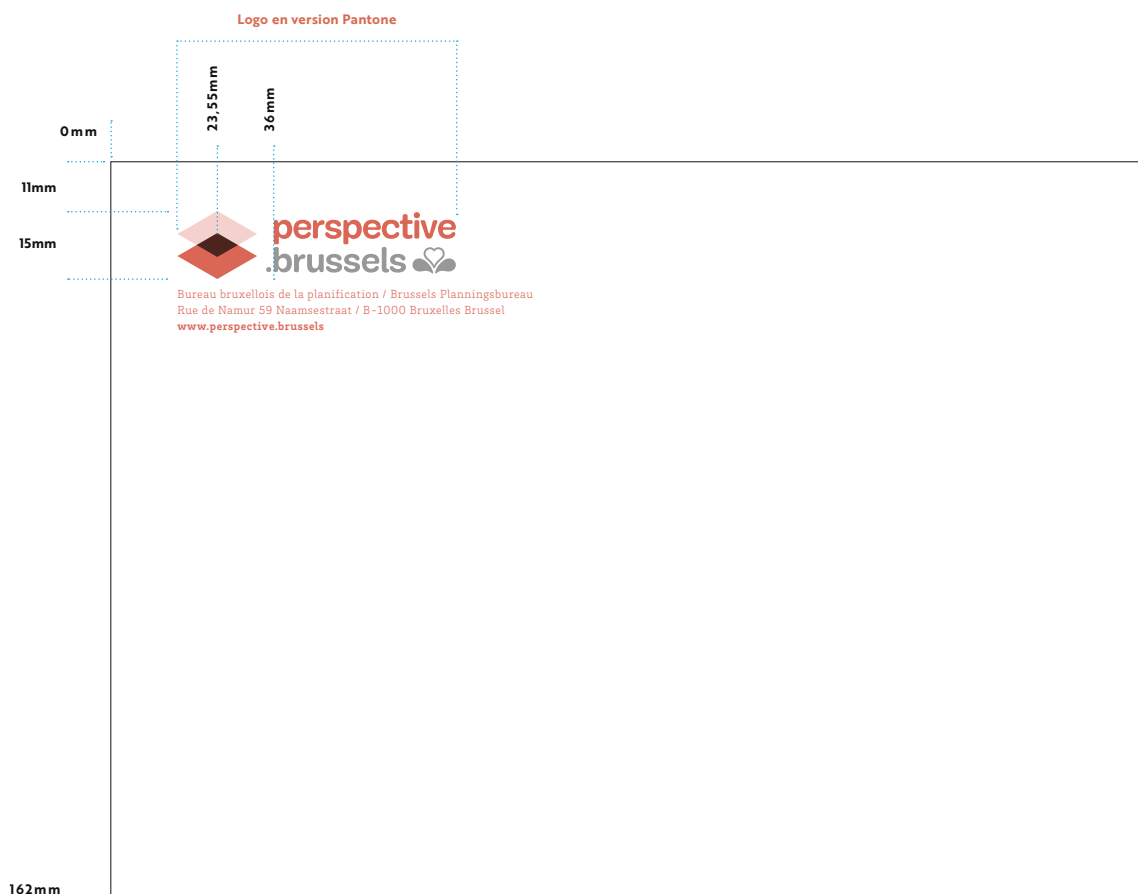 Logo en version Pantone
23,55mm
36mm
0mm
11mm
15mm
perspective
.brussels
Bureau bruxellois de la planification / Brussels Planningsbureau
Rue de Namur 59 Naamsestraat / B-1000 Bruxelles Brussel
www.perspective.brussels
162mm